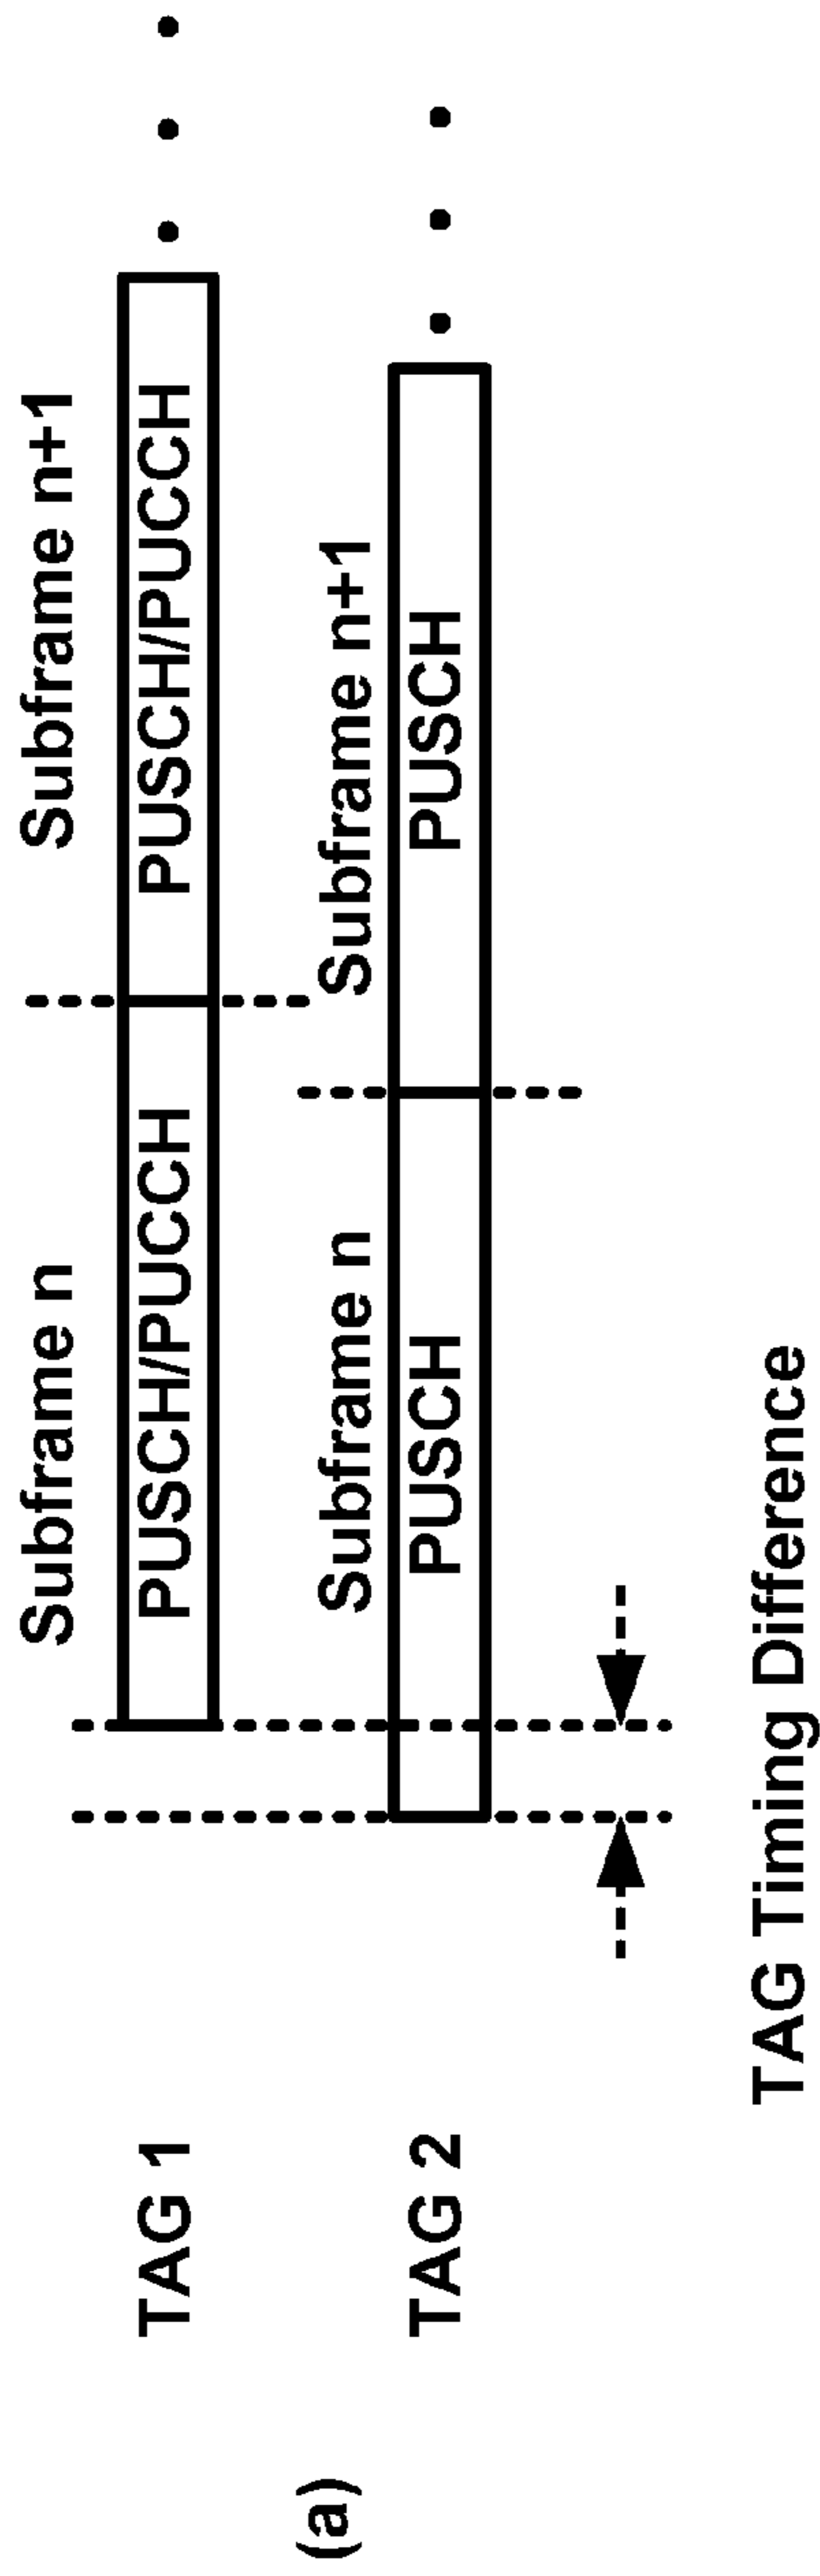 Subframe n
Subframe n+1
TAG 1
PUSCH/PUCCH
PUSCH/PUCCH
(a)
Subframe n
Subframe n+1
TAG 2
PUSCH
PUSCH
TAG Timing Difference